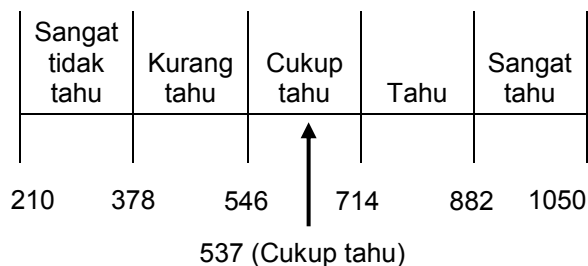 Sangat tidak tahu
Kurang tahu
Cukup tahu
Tahu
Sangat tahu
210 378 546 714 882 1050
537 (Cukup tahu)